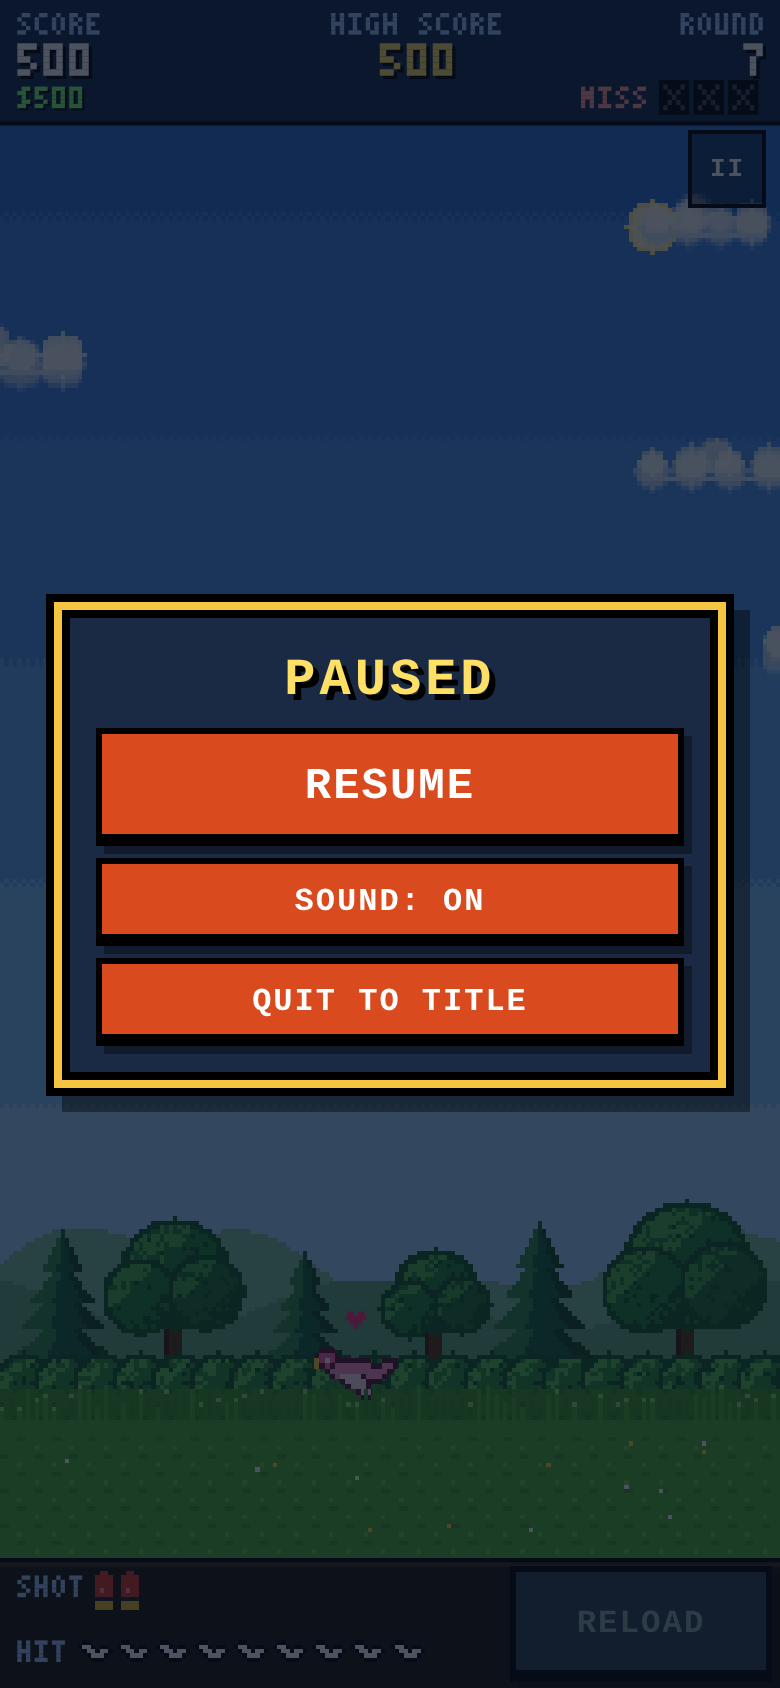 SCORE HIGH SCORE ROUND
500 500 7
$500 MISS X X X
II
PAUSED
RESUME
SOUND: ON
QUIT TO TITLE
SHOT
RELOAD
HIT